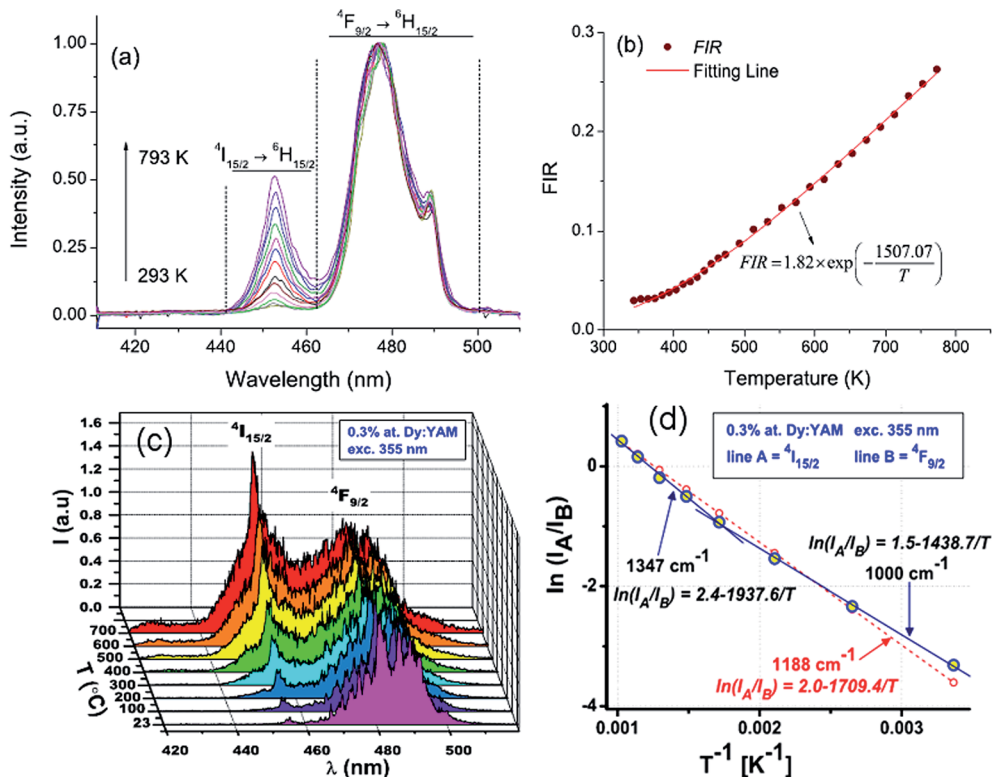 (a)
⁴F₉/₂ → ⁶H₁₅/₂
⁴I₁₅/₂ → ⁶H₁₅/₂
793 K
293 K
1.00
0.75
0.50
0.25
0.00
Intensity (a.u.)
420 440 460 480 500
Wavelength (nm)
(b)
FIR
Fitting Line
FIR = 1.82 × exp(−1507.07/T)
0.3
0.2
0.1
0.0
FIR
300 400 500 600 700 800
Temperature (K)
(c)
⁴I₁₅/₂
0.3% at. Dy:YAM
exc. 355 nm
⁴F₉/₂
1.6
1.4
1.2
1.0
0.8
0.6
0.4
0.2
0.0
I (a.u)
700
600
500
400
300
200
100
23
T (°C)
420 440 460 480 500
λ (nm)
(d)
0.3% at. Dy:YAM exc. 355 nm
line A = ⁴I₁₅/₂ line B = ⁴F₉/₂
0
-2
-4
ln (I_A/I_B)
1347 cm⁻¹
ln(I_A/I_B) = 2.4-1937.6/T
ln(I_A/I_B) = 1.5-1438.7/T
1000 cm⁻¹
1188 cm⁻¹
ln(I_A/I_B) = 2.0-1709.4/T
0.001 0.002 0.003
T⁻¹ [K⁻¹]